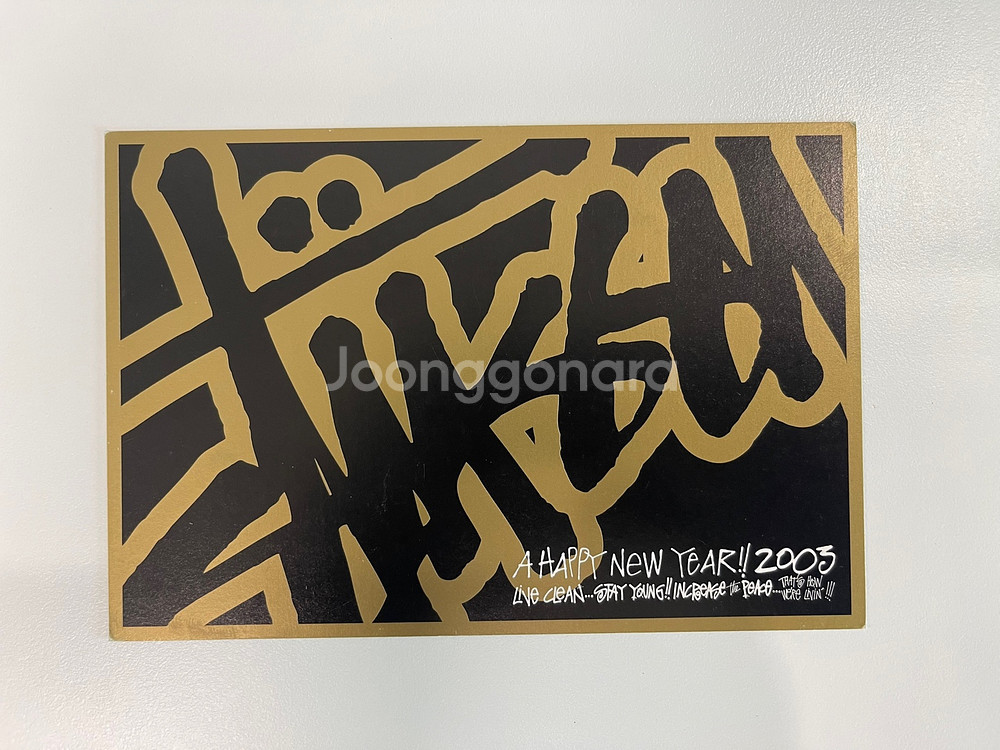 Joonggonara
A HAPPY NEW YEAR!! 2003
LIVE CLEAN...STAY YOUNG!! INCREASE the PEACE....THAT'S HOW
WE'RE LIVIN'!!!